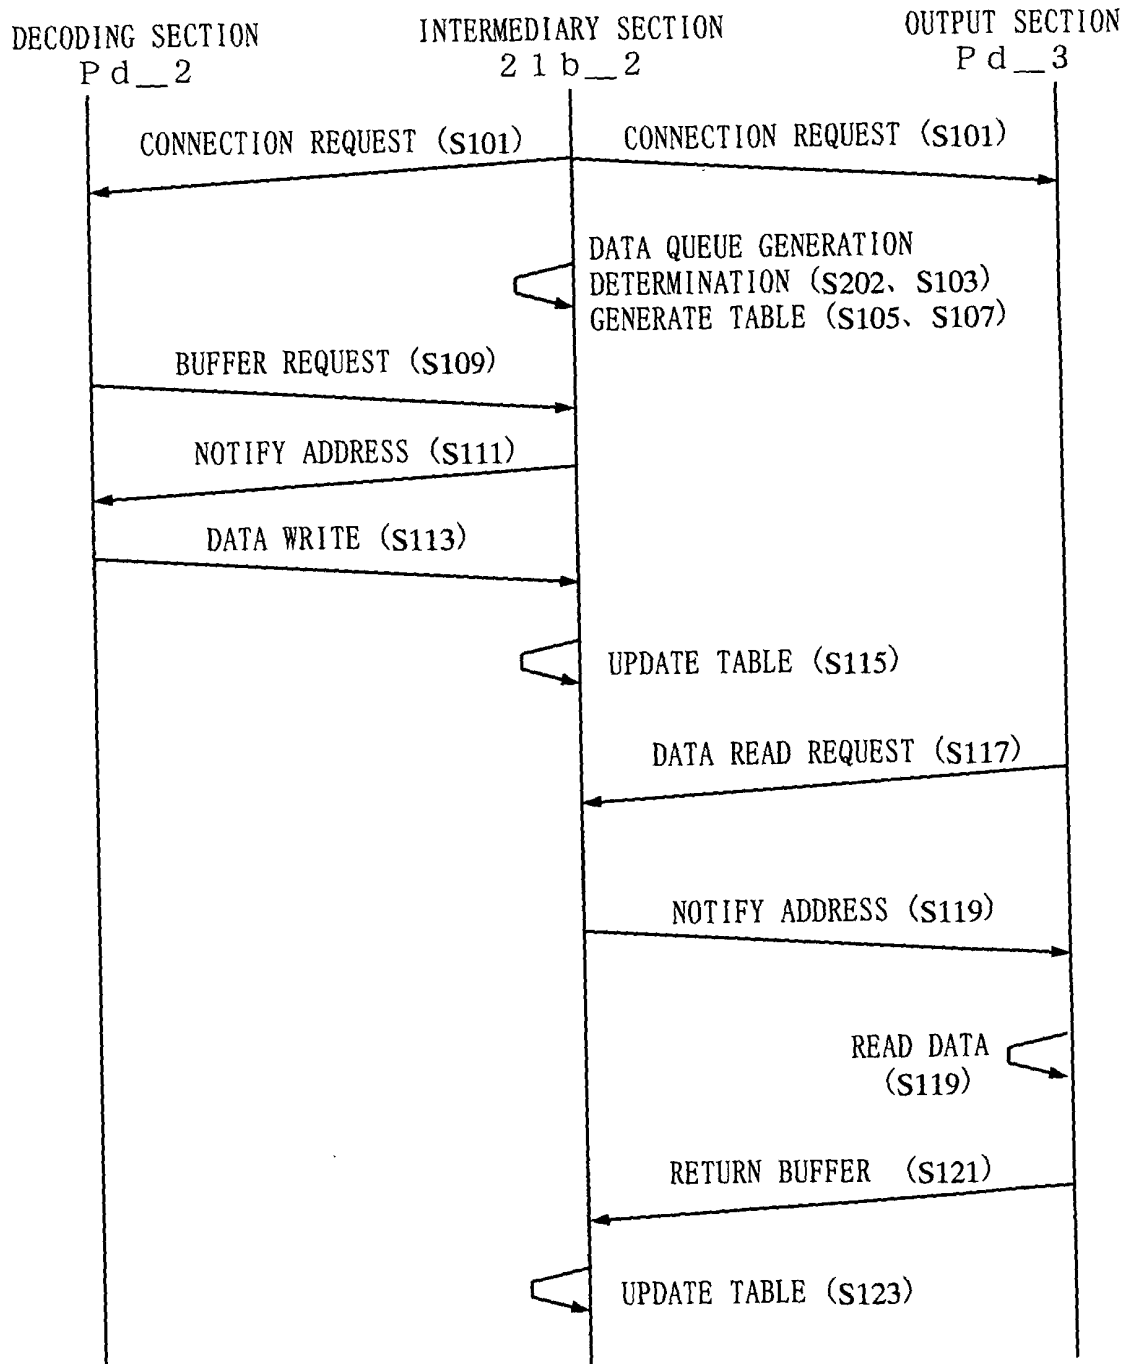 DECODING SECTION
Pd_2
INTERMEDIARY SECTION
21b_2
OUTPUT SECTION
Pd_3
CONNECTION REQUEST (S101)
CONNECTION REQUEST (S101)
DATA QUEUE GENERATION
DETERMINATION (S202、S103)
GENERATE TABLE (S105、S107)
BUFFER REQUEST (S109)
NOTIFY ADDRESS (S111)
DATA WRITE (S113)
UPDATE TABLE (S115)
DATA READ REQUEST (S117)
NOTIFY ADDRESS (S119)
READ DATA
(S119)
RETURN BUFFER (S121)
UPDATE TABLE (S123)